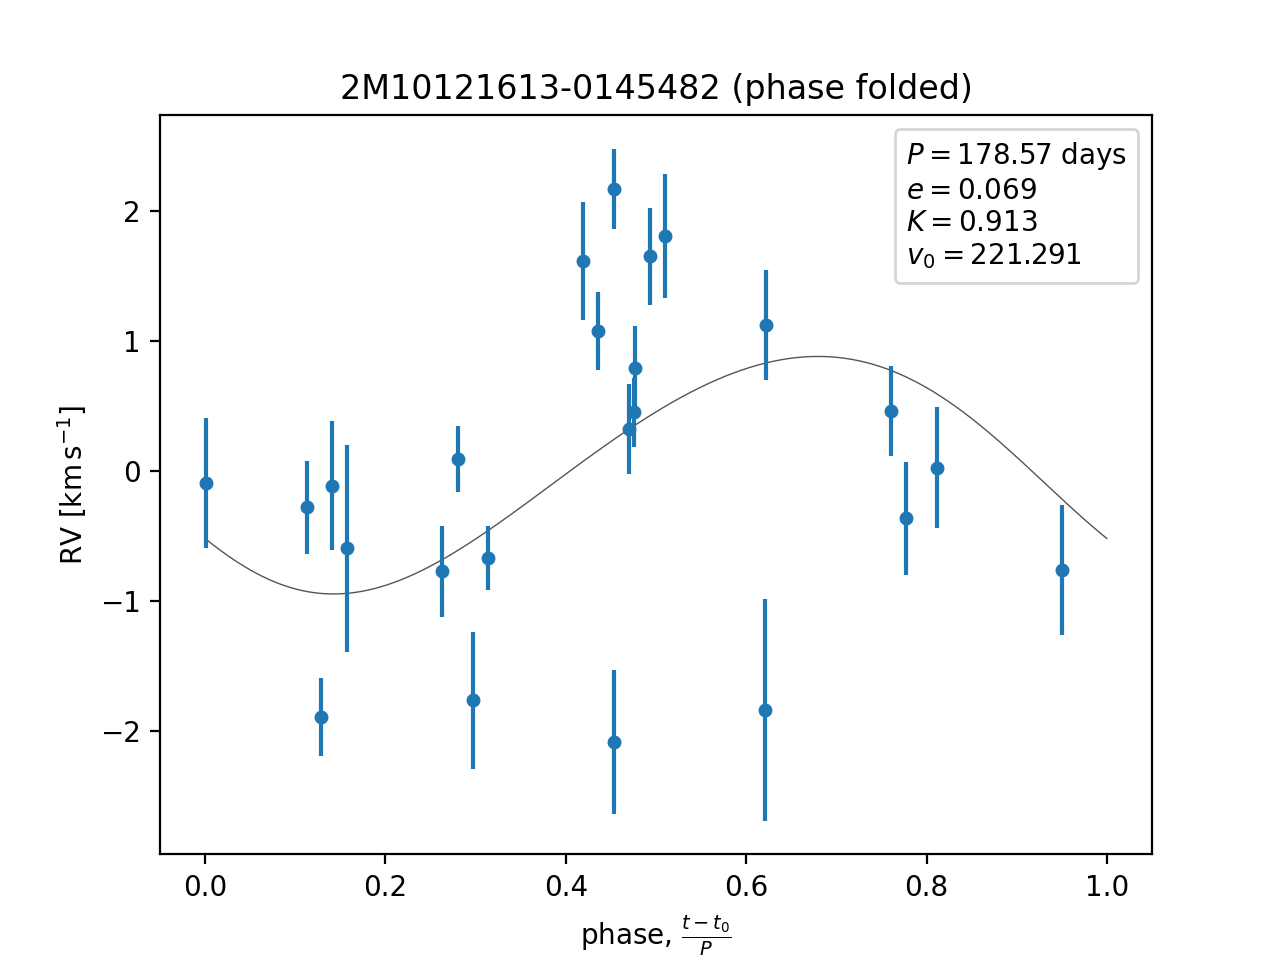 2M10121613-0145482 (phase folded)
P = 178.57 days
e = 0.069
K = 0.913
v₀ = 221.291
RV [km s⁻¹]
2
1
0
−1
−2
0.0 0.2 0.4 0.6 0.8 1.0
phase, (t − t₀)/P